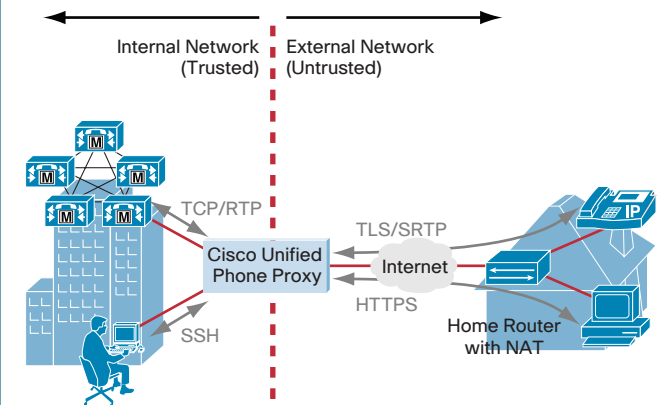 Internal Network
(Trusted)
External Network
(Untrusted)
M
M
M
M
M
TCP/RTP
TLS/SRTP
IP
Cisco Unified
Phone Proxy
Internet
HTTPS
SSH
Home Router
with NAT